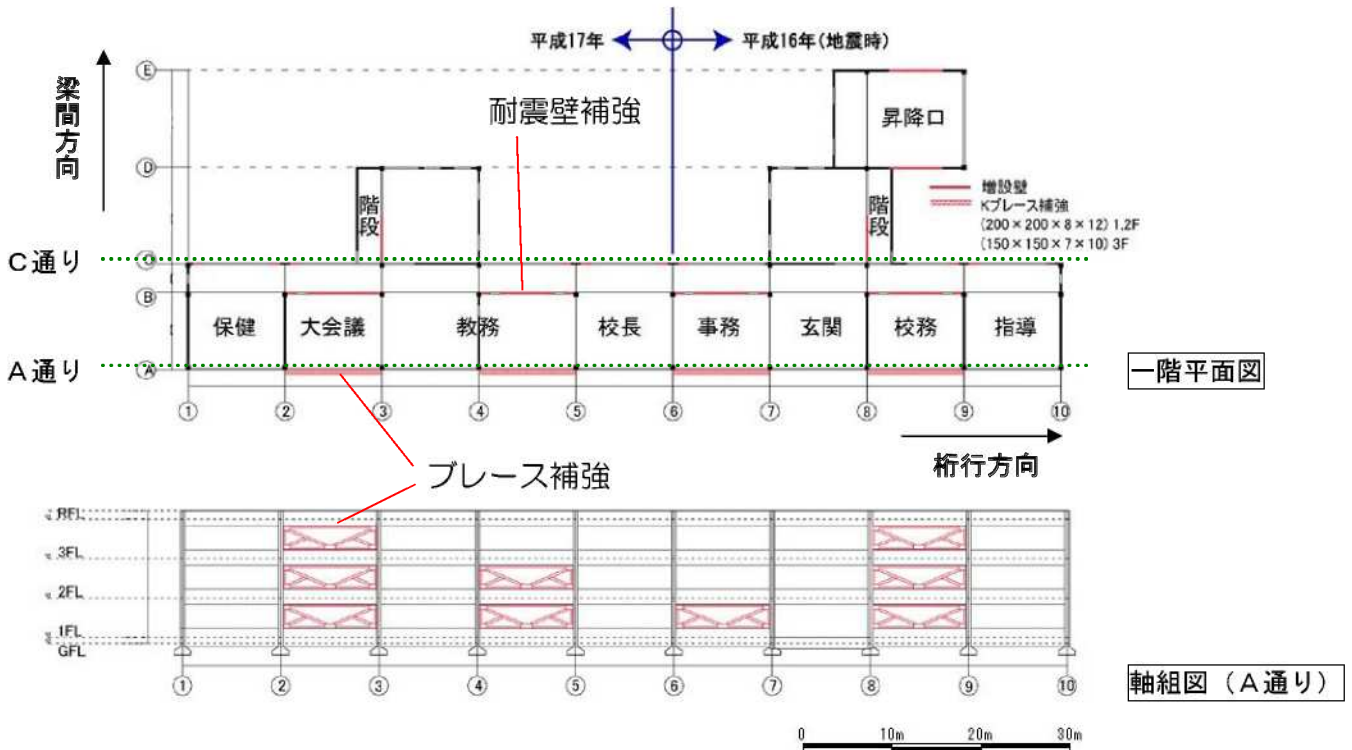 平成17年
平成16年(地震時)
梁間方向
E
耐震壁補強
昇降口
D
増設壁
Kブレース補強
(200×200×8×12) 1.2F
(150×150×7×10) 3F
階段
階段
C通り
B
保健
大会議
教務
校長
事務
玄関
校務
指導
A通り
A
一階平面図
1 2 3 4 5 6 7 8 9 10
桁行方向
ブレース補強
RFL
3FL
2FL
1FL
GFL
1 2 3 4 5 6 7 8 9 10
軸組図(A通り)
0 10m 20m 30m